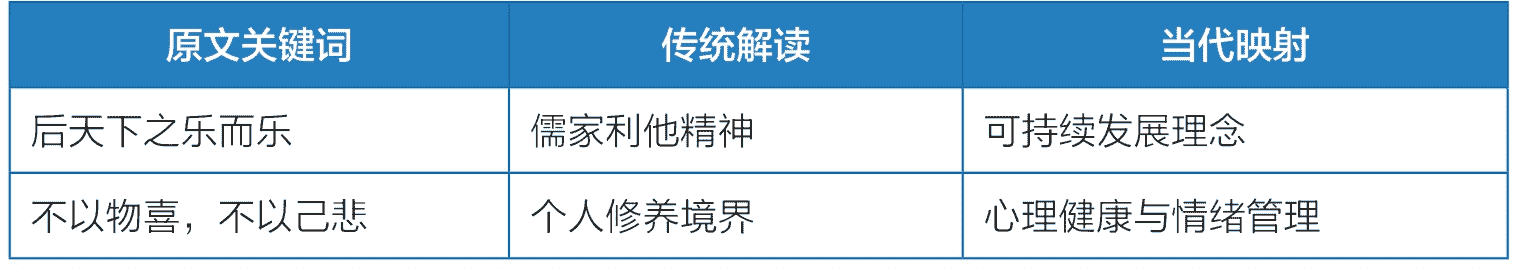 原文关键词 传统解读 当代映射
后天下之乐而乐 儒家利他精神 可持续发展理念
不以物喜，不以己悲 个人修养境界 心理健康与情绪管理